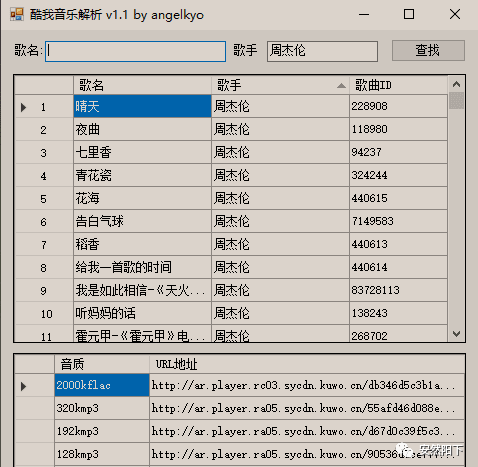 酷我音乐解析 v1.1 by angelkyo
歌名: 歌手 周杰伦 查找
歌名 歌手 歌曲ID
1 晴天 周杰伦 228908
2 夜曲 周杰伦 118980
3 七里香 周杰伦 94237
4 青花瓷 周杰伦 324244
5 花海 周杰伦 440615
6 告白气球 周杰伦 7149583
7 稻香 周杰伦 440613
8 给我一首歌的时间 周杰伦 440614
9 我是如此相信-《天火... 周杰伦 83728113
10 听妈妈的话 周杰伦 138243
11 霍元甲-《霍元甲》电... 周杰伦 268702
音质 URL地址
2000kflac http://ar.player.rc03.sycdn.kuwo.cn/db346d5c3b1a...
320kmp3 http://ar.player.ra05.sycdn.kuwo.cn/55afd46d088e...
192kmp3 http://ar.player.ra05.sycdn.kuwo.cn/d67d0c39f5c3...
128kmp3 http://ar.player.ra05.sycdn.kuwo.cn/90536d
安然阳下